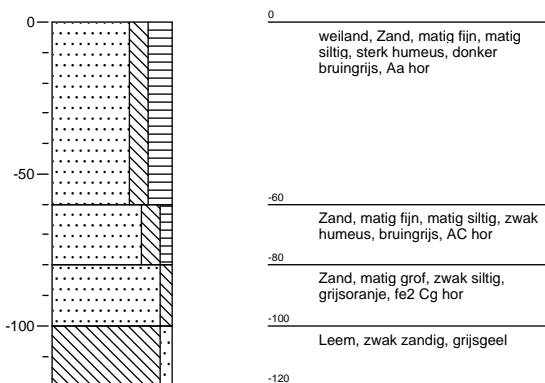 0
-50
-100
0
weiland, Zand, matig fijn, matig
siltig, sterk humeus, donker
bruingrijs, Aa hor
-60
Zand, matig fijn, matig siltig, zwak
humeus, bruingrijs, AC hor
-80
Zand, matig grof, zwak siltig,
grijsoranje, fe2 Cg hor
-100
Leem, zwak zandig, grijsgeel
-120